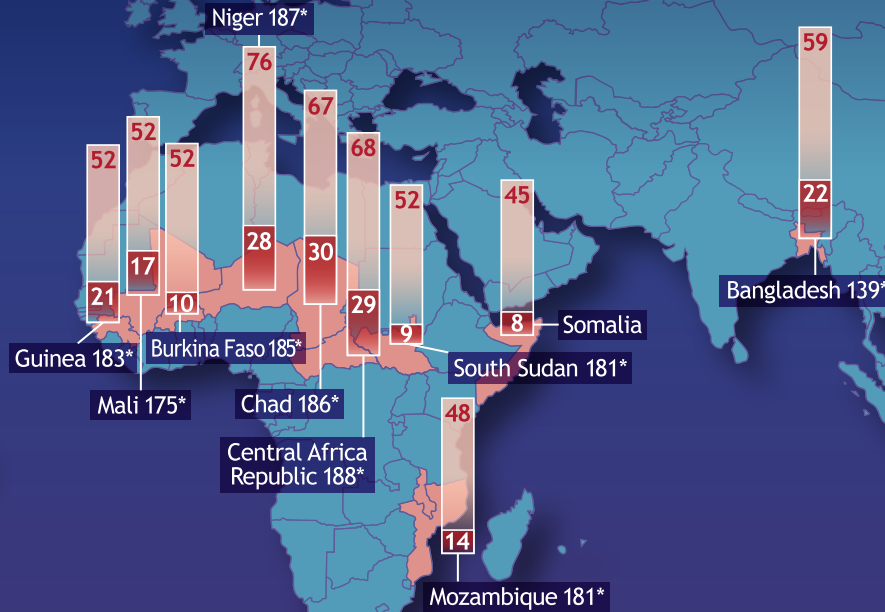 Niger 187*
76
28
67
30
Chad 186*
52
21
Guinea 183*
52
17
Mali 175*
52
10
Burkina Faso 185*
68
29
Central Africa
Republic 188*
52
9
South Sudan 181*
45
8
Somalia
59
22
Bangladesh 139*
48
14
Mozambique 181*